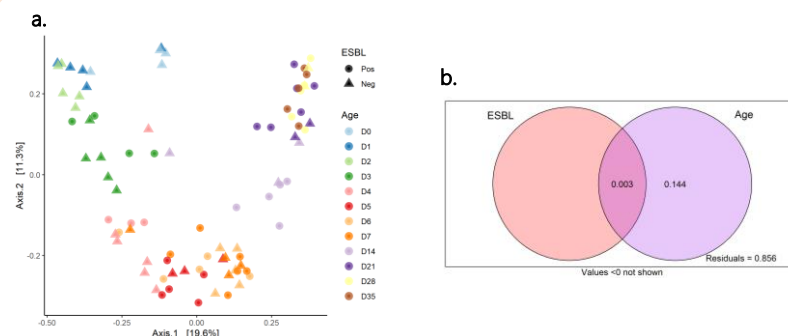 a.
ESBL
Pos
Neg
Age
D0
D1
D2
D3
D4
D5
D6
D7
D14
D21
D28
D35
0.2
0.0
-0.2
Axis.2 [11.3%]
-0.50
-0.25
0.00
0.25
Axis.1 [19.6%]
b.
ESBL
Age
0.003
0.144
Residuals = 0.856
Values <0 not shown